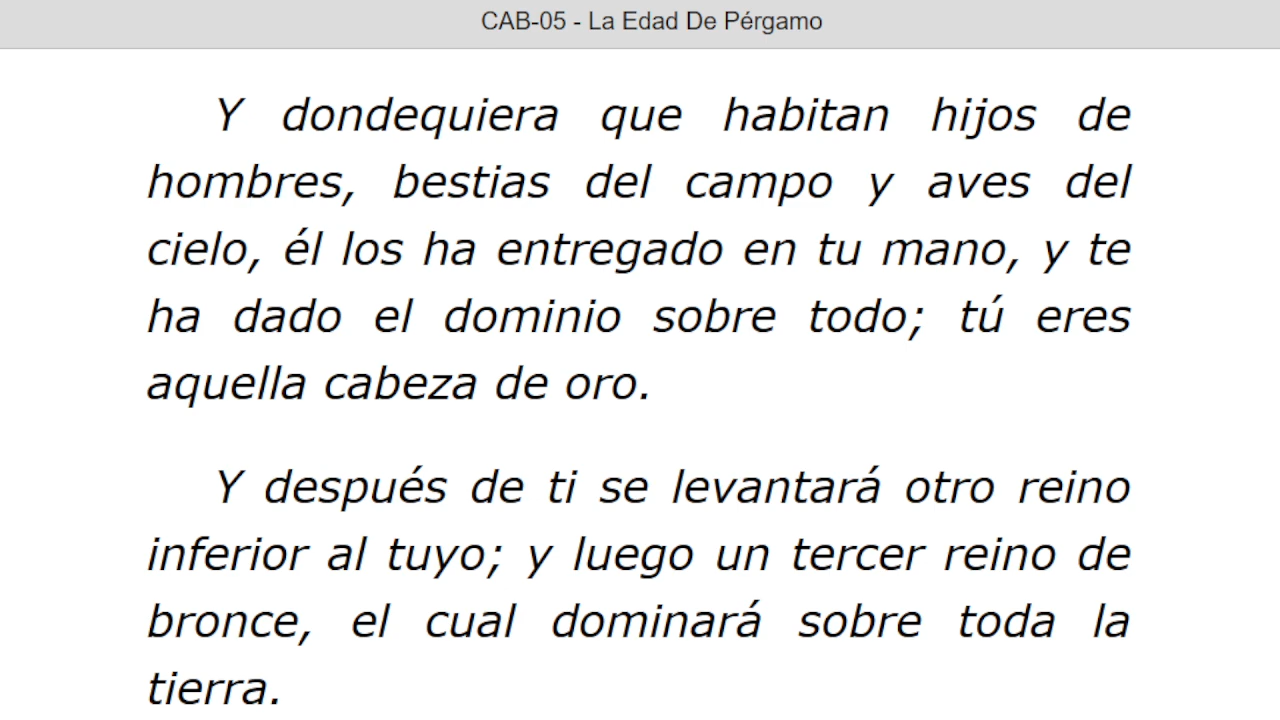 CAB-05 - La Edad De Pérgamo
Y dondequiera que habitan hijos de
hombres, bestias del campo y aves del
cielo, él los ha entregado en tu mano, y te
ha dado el dominio sobre todo; tú eres
aquella cabeza de oro.
Y después de ti se levantará otro reino
inferior al tuyo; y luego un tercer reino de
bronce, el cual dominará sobre toda la
tierra.